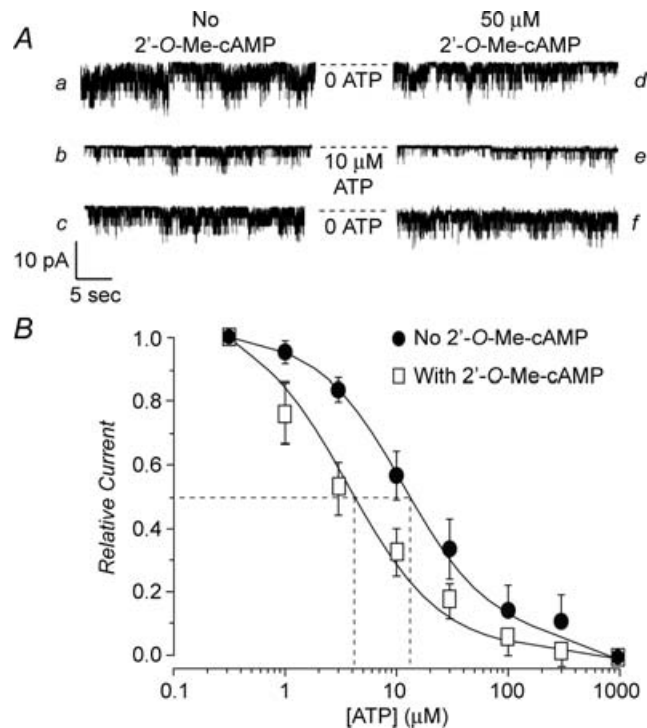 A
No
2'-O-Me-cAMP
50 μM
2'-O-Me-cAMP
a
0 ATP
d
b
10 μM
ATP
e
c
0 ATP
f
10 pA
5 sec
B
No 2'-O-Me-cAMP
With 2'-O-Me-cAMP
Relative Current
1.0
0.8
0.6
0.4
0.2
0.0
0.1
1
10
100
1000
[ATP] (μM)